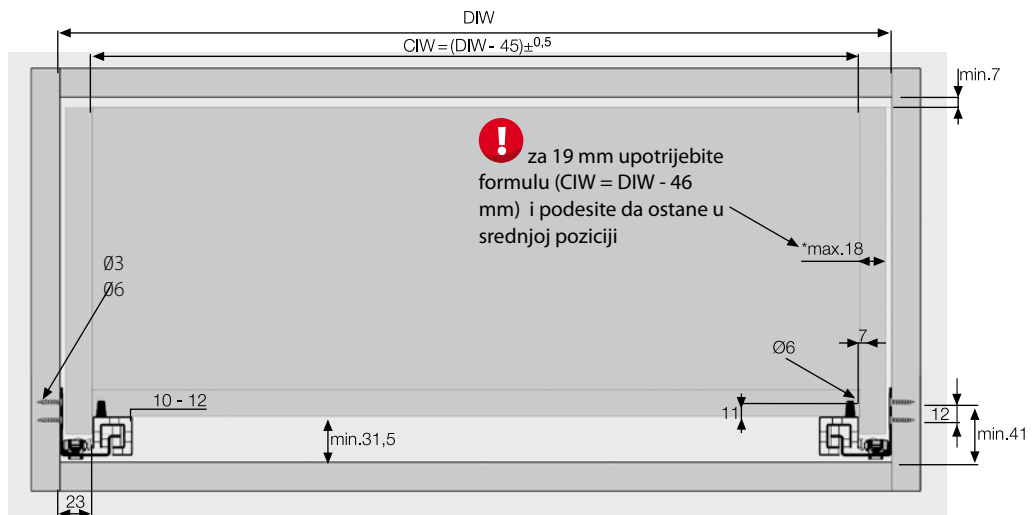 DIW
CIW=(DIW - 45)±0,5
min.7
!
za 19 mm upotrijebite
formulu (CIW = DIW - 46
mm) i podesite da ostane u
srednjoj poziciji
*max.18
Ø3
Ø6
7
Ø6
10 - 12
11
12
min.31,5
min.41
23